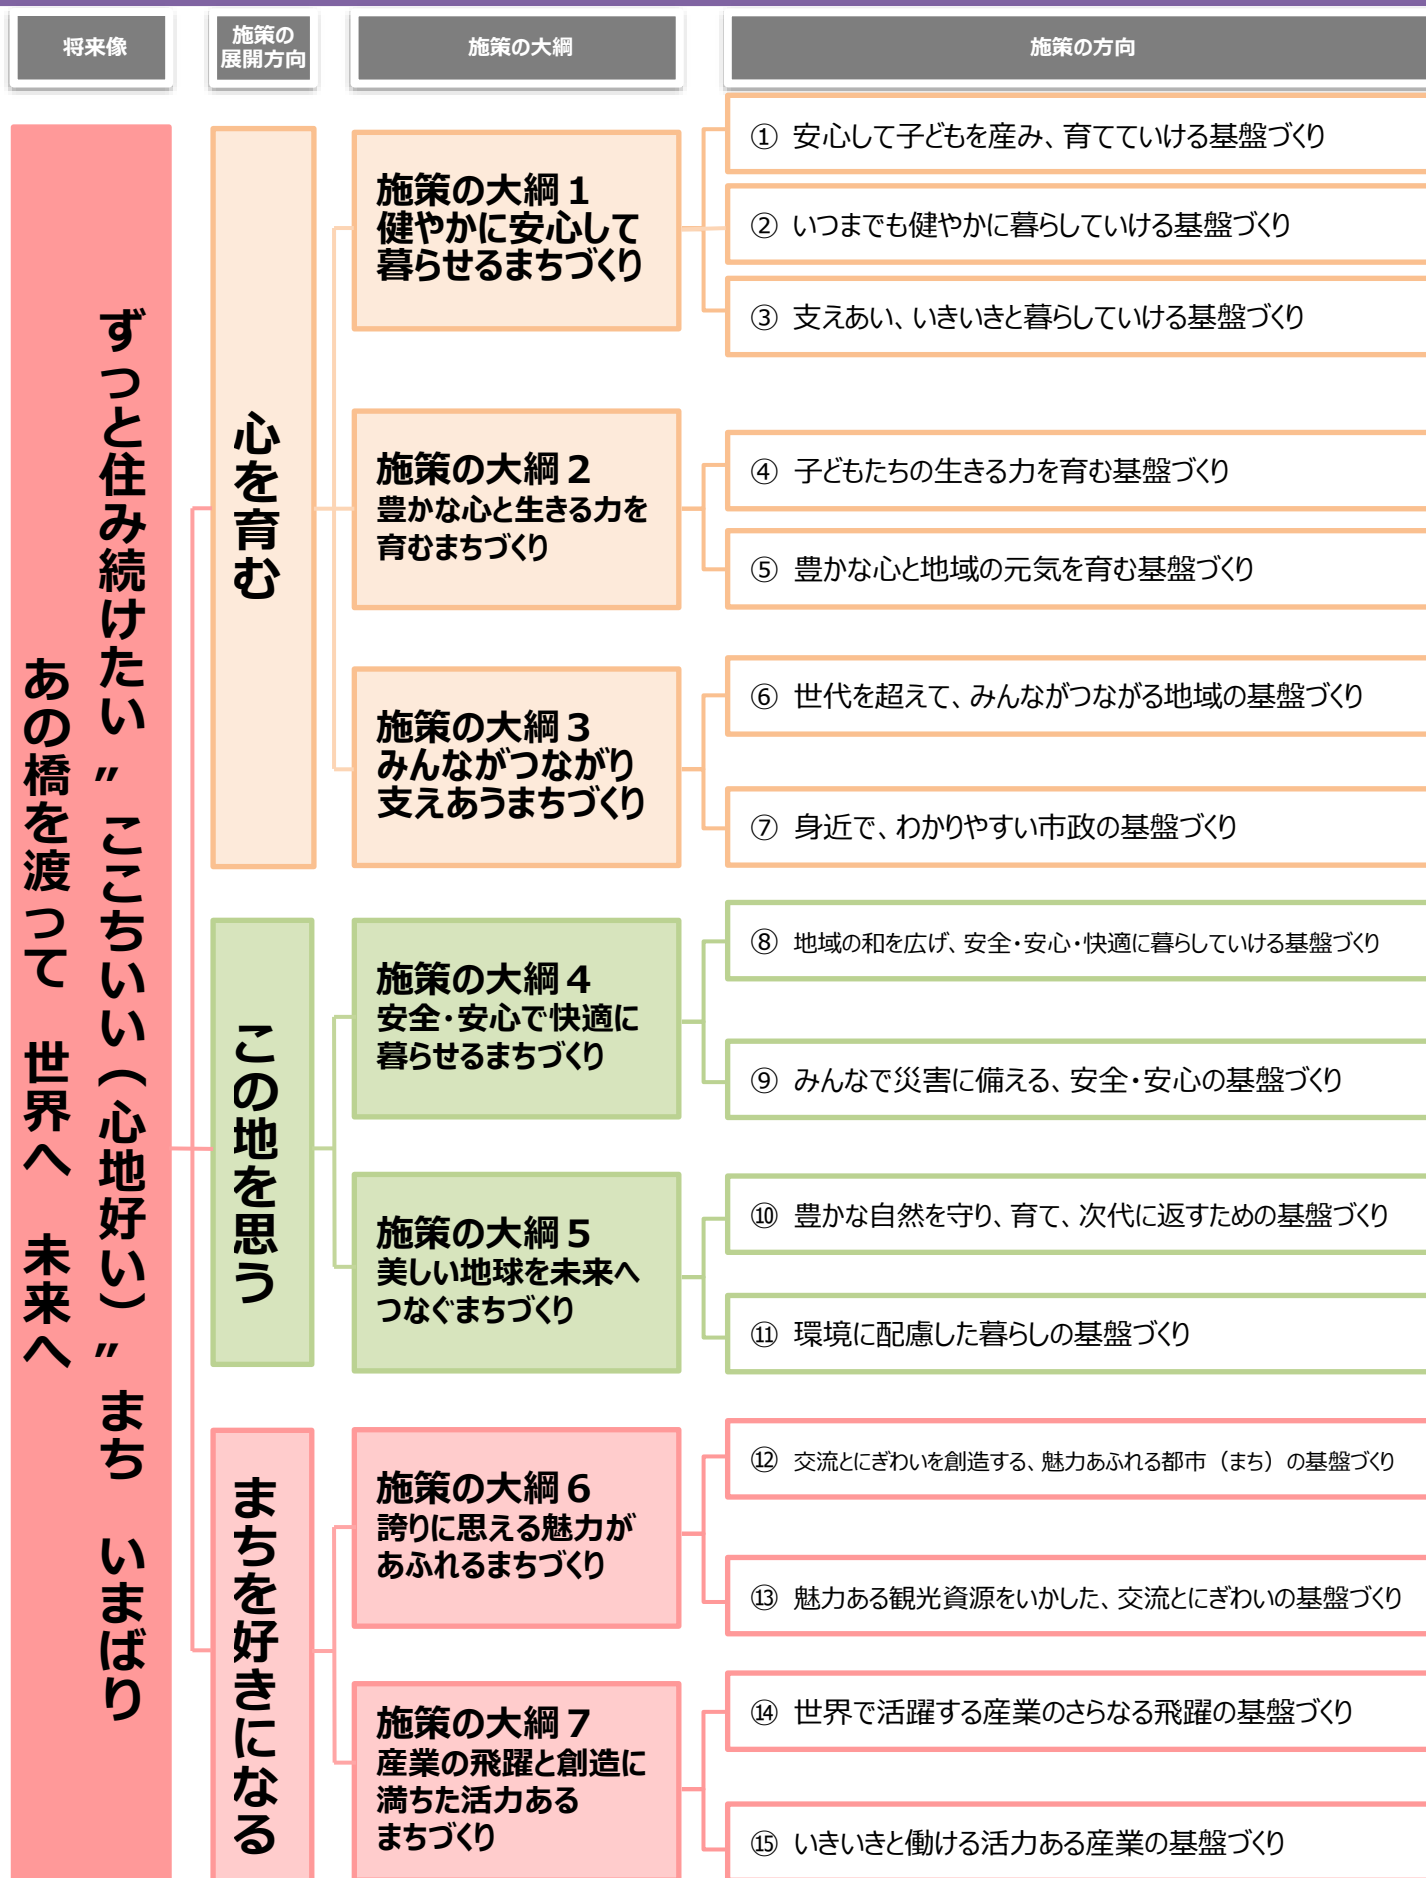 将来像
施策の
展開方向
施策の大綱
施策の方向
ずっと住み続けたい〃ここちいい（心地好い）〃まち　いまばり
あの橋を渡って　世界へ　未来へ
心を育む
施策の大綱１
健やかに安心して
暮らせるまちづくり
① 安心して子どもを産み、育てていける基盤づくり
② いつまでも健やかに暮らしていける基盤づくり
③ 支えあい、いきいきと暮らしていける基盤づくり
施策の大綱２
豊かな心と生きる力を
育むまちづくり
④ 子どもたちの生きる力を育む基盤づくり
⑤ 豊かな心と地域の元気を育む基盤づくり
施策の大綱３
みんながつながり
支えあうまちづくり
⑥ 世代を超えて、みんながつながる地域の基盤づくり
⑦ 身近で、わかりやすい市政の基盤づくり
この地を思う
施策の大綱４
安全・安心で快適に
暮らせるまちづくり
⑧ 地域の和を広げ、安全・安心・快適に暮らしていける基盤づくり
⑨ みんなで災害に備える、安全・安心の基盤づくり
施策の大綱５
美しい地球を未来へ
つなぐまちづくり
⑩ 豊かな自然を守り、育て、次代に返すための基盤づくり
⑪ 環境に配慮した暮らしの基盤づくり
まちを好きになる
施策の大綱６
誇りに思える魅力が
あふれるまちづくり
⑫ 交流とにぎわいを創造する、魅力あふれる都市（まち）の基盤づくり
⑬ 魅力ある観光資源をいかした、交流とにぎわいの基盤づくり
施策の大綱７
産業の飛躍と創造に
満ちた活力ある
まちづくり
⑭ 世界で活躍する産業のさらなる飛躍の基盤づくり
⑮ いきいきと働ける活力ある産業の基盤づくり